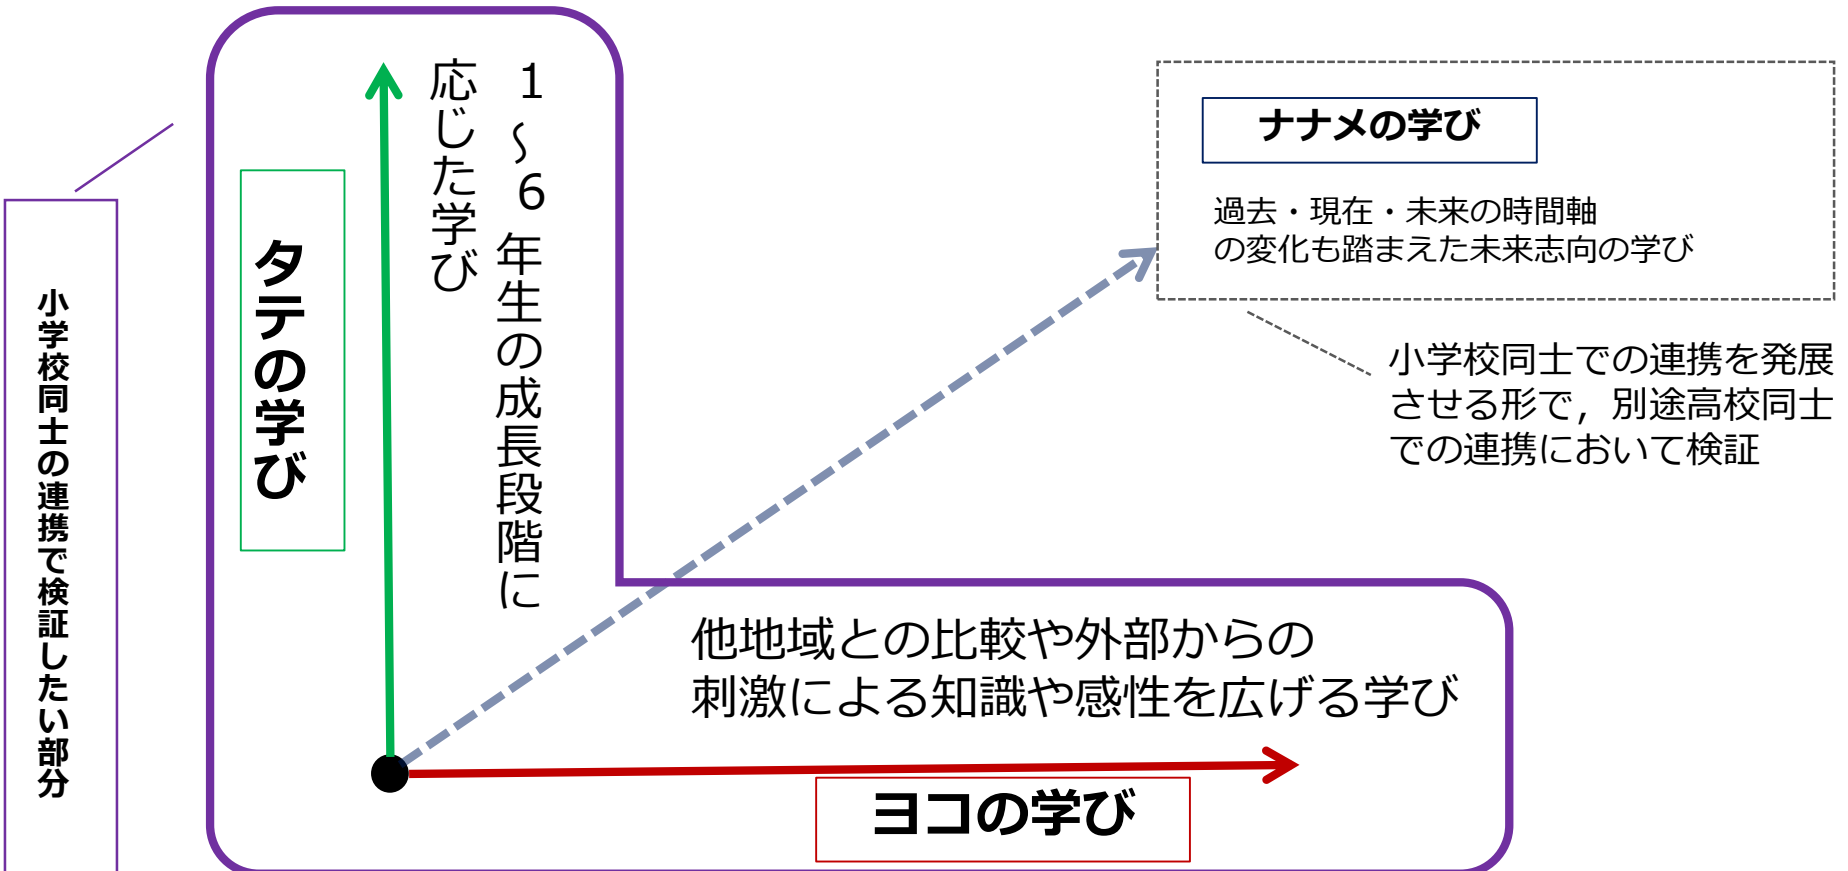 小学校同士の連携で検証したい部分
タテの学び
１～６年生の成長段階に
応じた学び
ナナメの学び
過去・現在・未来の時間軸
の変化も踏まえた未来志向の学び
小学校同士での連携を発展
させる形で，別途高校同士
での連携において検証
他地域との比較や外部からの
刺激による知識や感性を広げる学び
ヨコの学び